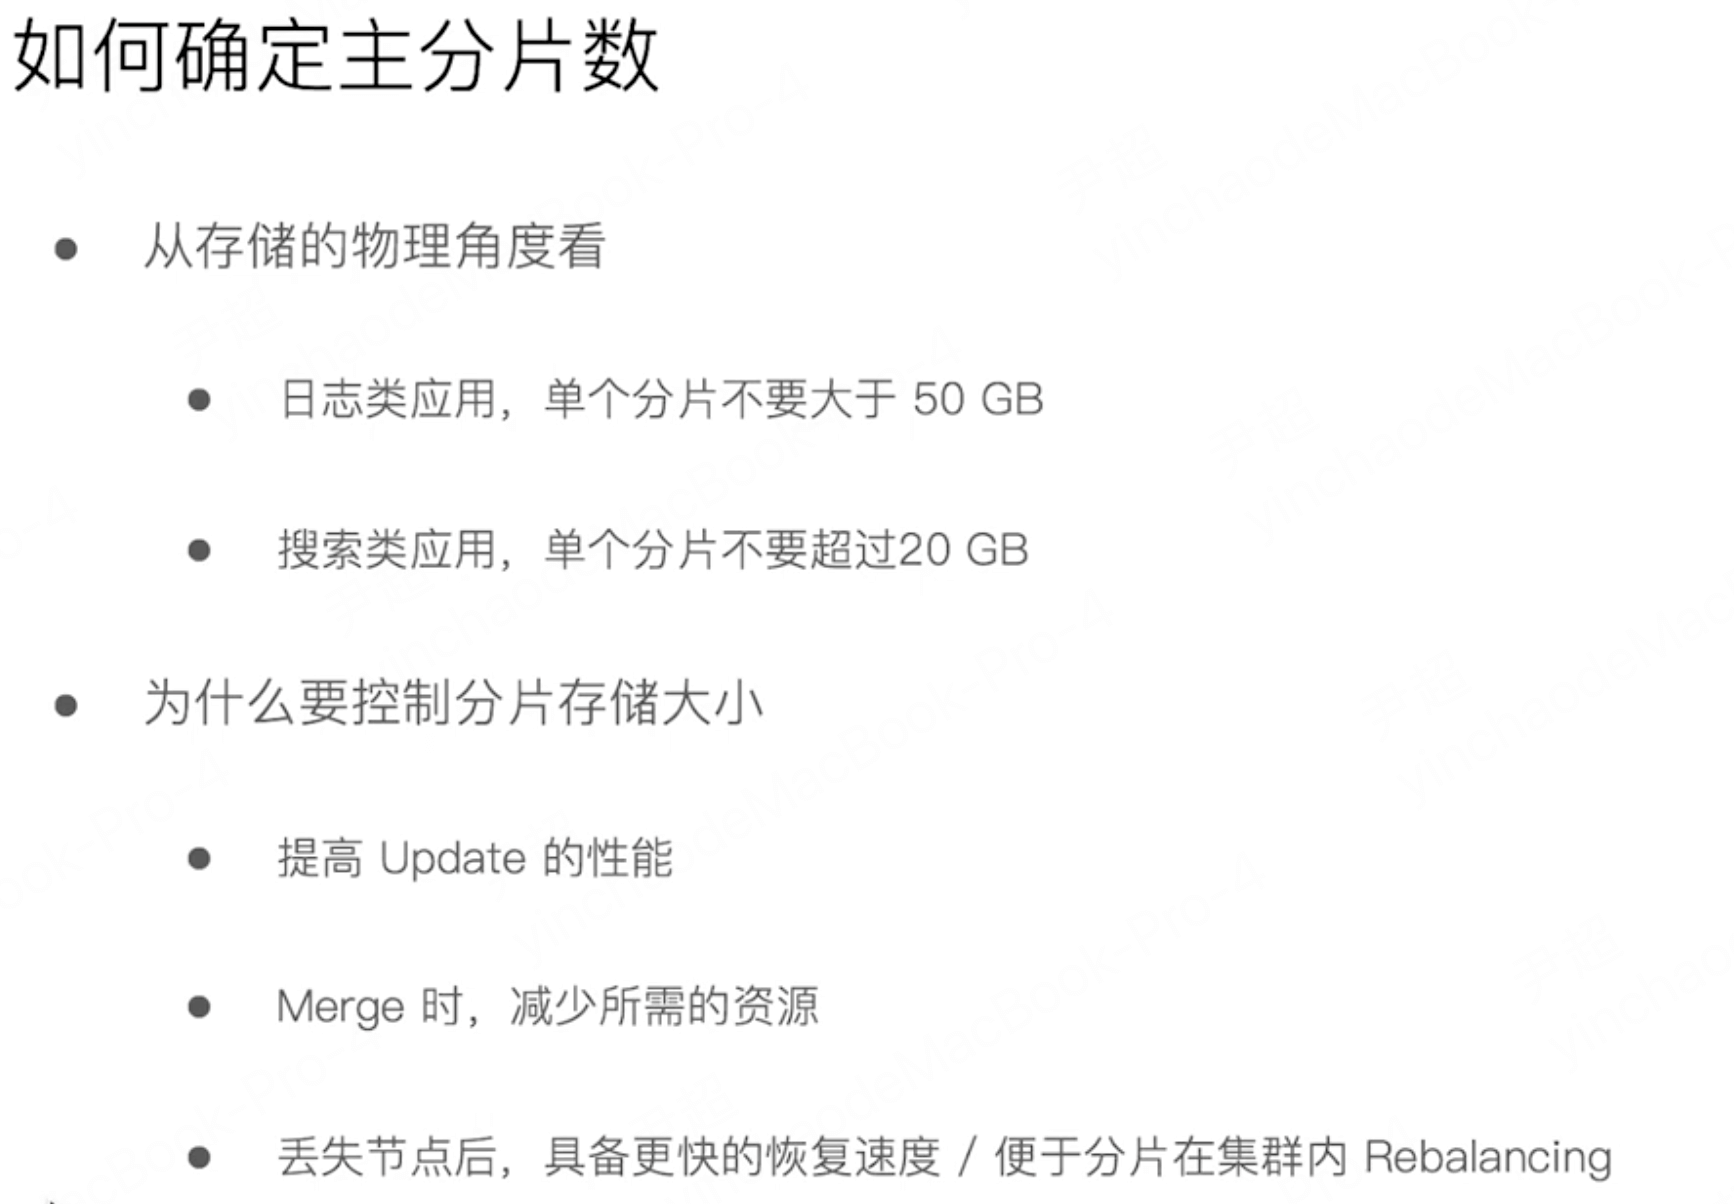 如何确定主分片数
从存储的物理角度看
日志类应用，单个分片不要大于 50 GB
搜索类应用，单个分片不要超过20 GB
为什么要控制分片存储大小
提高 Update 的性能
Merge 时，减少所需的资源
丢失节点后，具备更快的恢复速度 / 便于分片在集群内 Rebalancing
尹超
yinchaodeMacBook-Pro-4